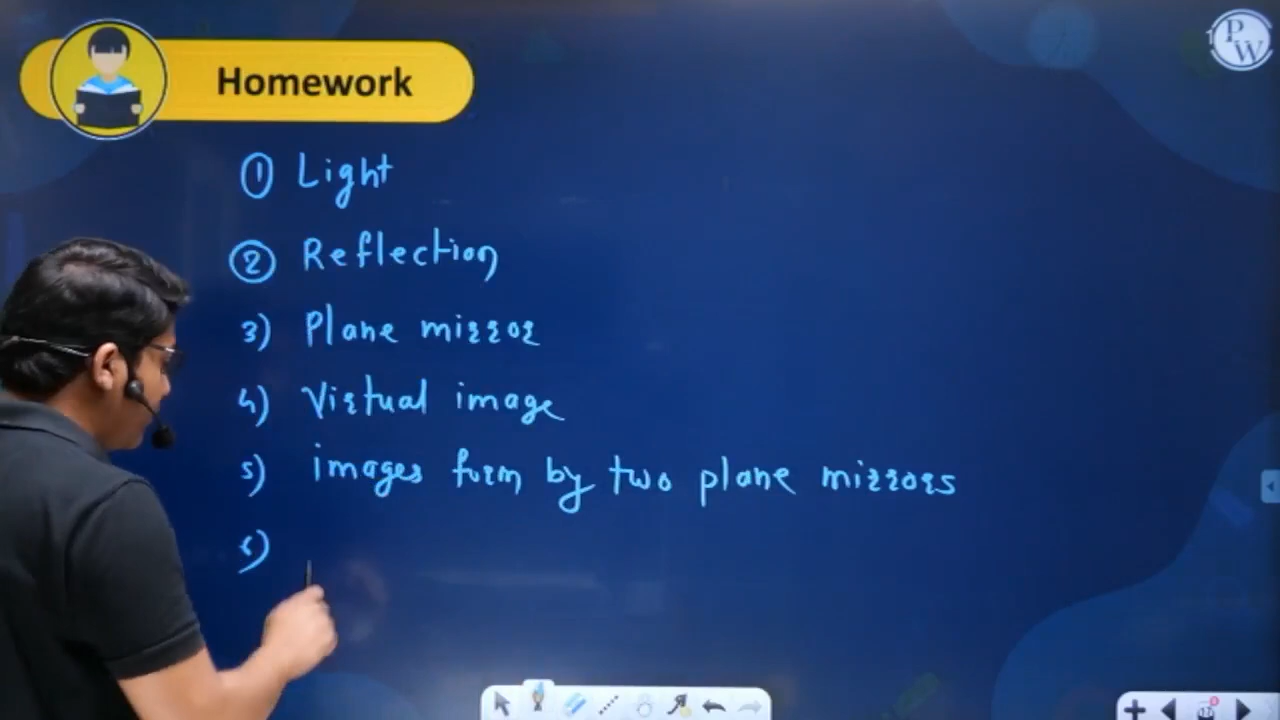 PW
Homework
① Light
② Reflection
3) Plane mirror
4) Virtual image
5) images form by two plane mirrors
6)